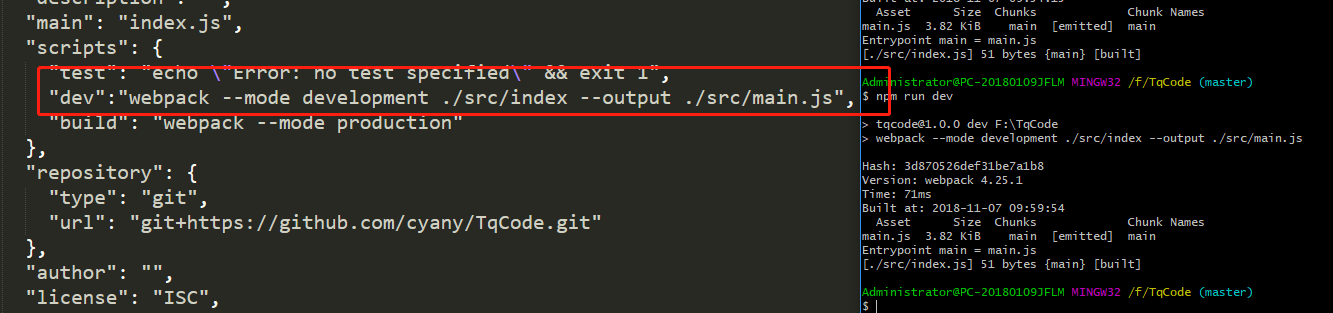 "description": "",
"main": "index.js",
"scripts": {
"test": "echo \"Error: no test specified\" && exit 1",
"dev":"webpack --mode development ./src/index --output ./src/main.js",
"build": "webpack --mode production"
},
"repository": {
"type": "git",
"url": "git+https://github.com/cyany/TqCode.git"
},
"author": "",
"license": "ISC",
Built at: 2018-11-07 09:54:15
Asset Size Chunks Chunk Names
main.js 3.82 KiB main [emitted] main
Entrypoint main = main.js
[./src/index.js] 51 bytes {main} [built]
Administrator@PC-20180109JFLM MINGW32 /f/TqCode (master)
$ npm run dev
> tqcode@1.0.0 dev F:\TqCode
> webpack --mode development ./src/index --output ./src/main.js
Hash: 3d870526def31be7a1b8
Version: webpack 4.25.1
Time: 71ms
Built at: 2018-11-07 09:59:54
Asset Size Chunks Chunk Names
main.js 3.82 KiB main [emitted] main
Entrypoint main = main.js
[./src/index.js] 51 bytes {main} [built]
Administrator@PC-20180109JFLM MINGW32 /f/TqCode (master)
$